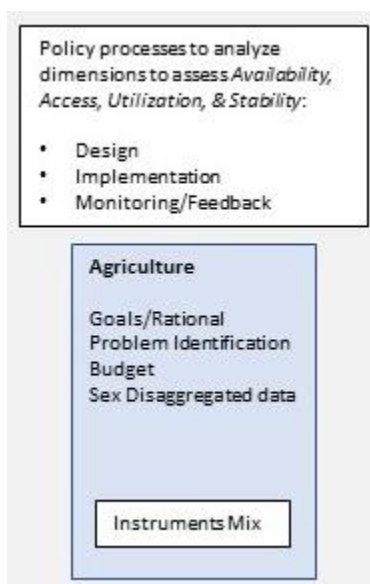 Policy processes to analyze
dimensions to assess Availability,
Access, Utilization, & Stability:
• Design
• Implementation
• Monitoring/Feedback
Agriculture
Goals/Rational
Problem Identification
Budget
Sex Disaggregated data
Instruments Mix